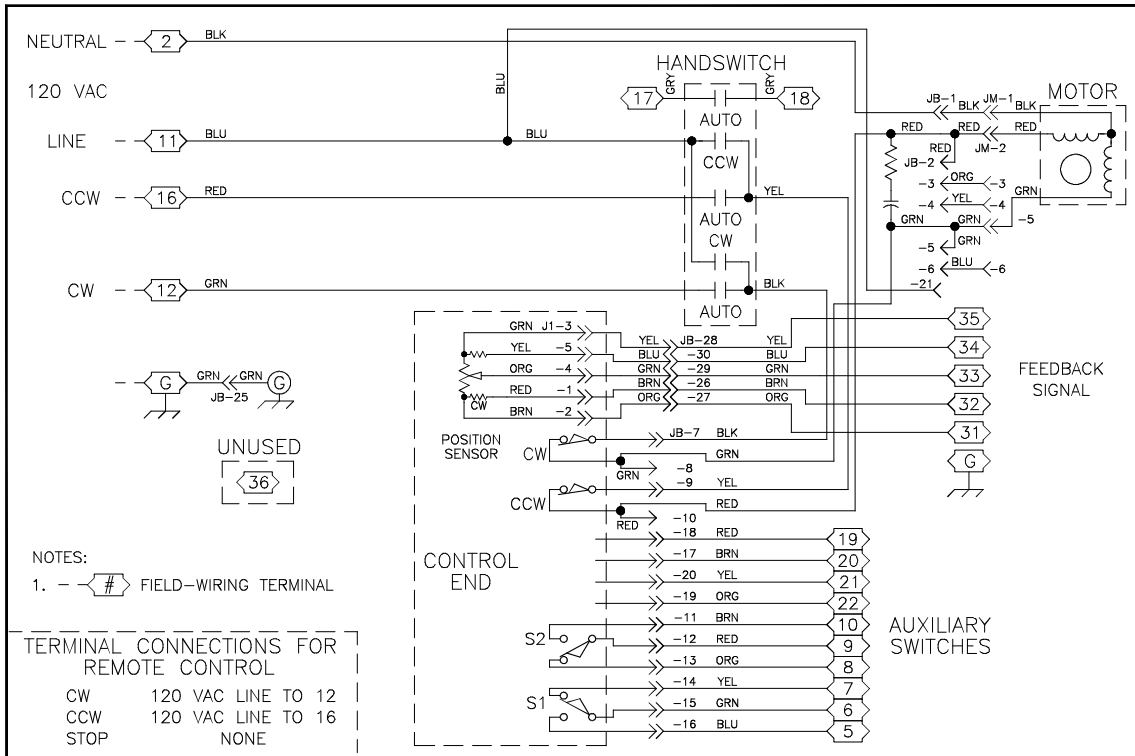 NEUTRAL 2 BLK
120 VAC
LINE 11 BLU BLU
BLU
CCW 16 RED
CW 12 GRN
HANDSWITCH
17 GRY GRY 18
AUTO
CCW
YEL
AUTO
CW
BLK
AUTO
MOTOR
JB-1 BLK JM-1 BLK
RED RED RED
RED JM-2
JB-2
-3 ORG -3
-4 YEL -4
GRN
GRN GRN -5
-5 GRN
-6 BLU -6
-21
G GRN GRN G
JB-25
UNUSED
36
GRN J1-3 YEL JB-28 YEL 35
YEL -5 BLU -30 BLU 34
ORG -4 GRN -29 GRN 33
RED -1 BRN -26 BRN 32
CW
BRN -2 ORG -27 ORG 31
FEEDBACK
SIGNAL
G
POSITION
SENSOR
CW JB-7 BLK
GRN
GRN -8
CCW -9 YEL
RED
RED -10
CONTROL
END
-18 RED 19
-17 BRN 20
-20 YEL 21
-19 ORG 22
S2 -11 BRN 10
-12 RED 9
-13 ORG 8
S1 -14 YEL 7
-15 GRN 6
-16 BLU 5
AUXILIARY
SWITCHES
NOTES:
1. # FIELD-WIRING TERMINAL
TERMINAL CONNECTIONS FOR
REMOTE CONTROL
CW 120 VAC LINE TO 12
CCW 120 VAC LINE TO 16
STOP NONE